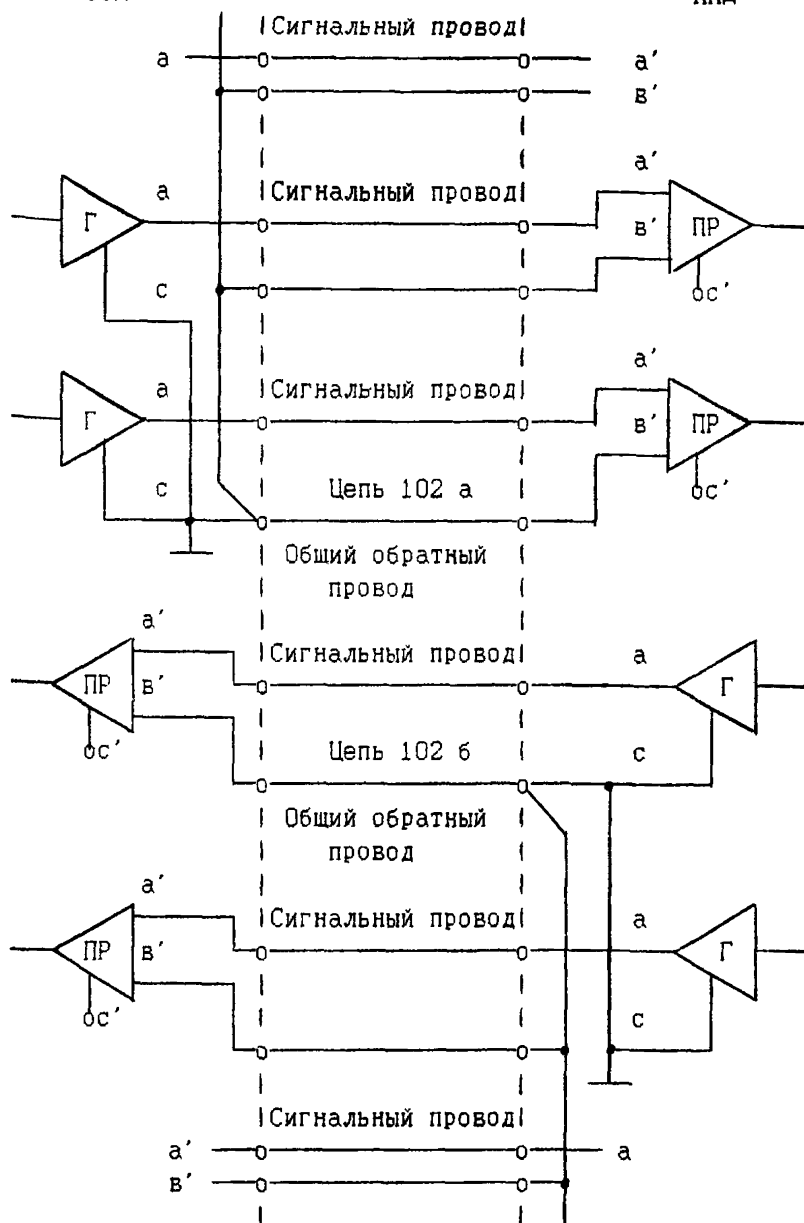 Сигнальный провод
а а'
в'
а'
а Сигнальный провод
Г в' ПР
с ос'
а'
а Сигнальный провод
Г в' ПР
с Цепь 102 а ос'
Общий обратный
провод
а'
Сигнальный провод а
ПР в' Г
ос' Цепь 102 б с
Общий обратный
провод
а'
Сигнальный провод а
ПР в' Г
ос' с
Сигнальный провод
а' а
в'